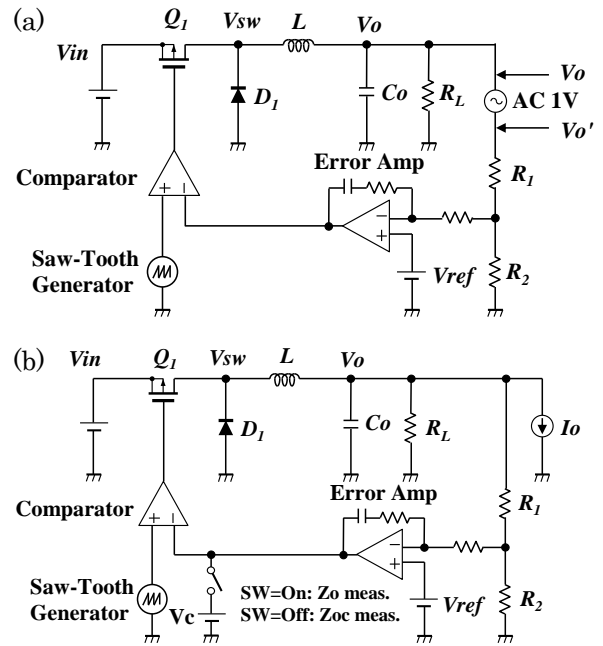 (a)
Q1
Vsw
L
Vo
Vin
D1
Co
RL
Vo
AC 1V
Vo'
Comparator
Error Amp
R1
+
−
−
+
Saw-Tooth
Generator
Vref
R2
(b)
Vin
Q1
Vsw
L
Vo
D1
Co
RL
Io
Comparator
Error Amp
R1
+
−
−
+
Saw-Tooth
Generator
Vc
SW=On: Zo meas.
SW=Off: Zoc meas.
Vref
R2